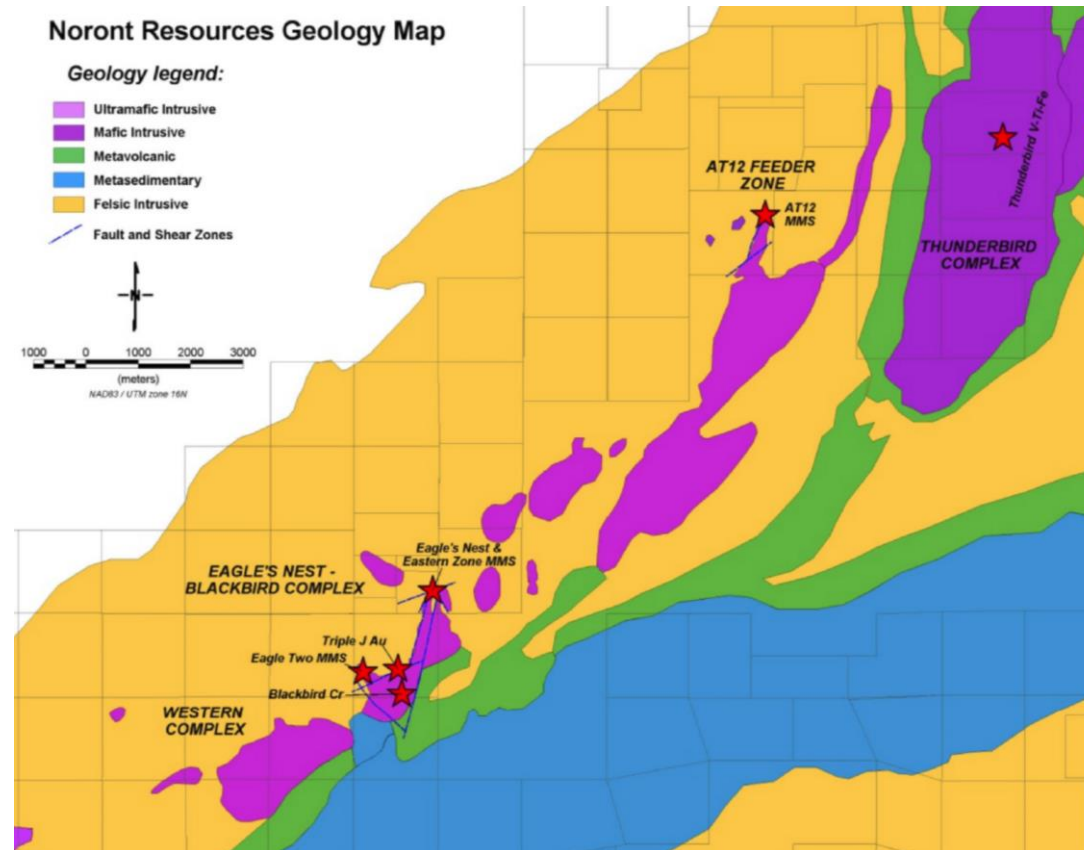 Noront Resources Geology Map
Geology legend:
Ultramafic Intrusive
Mafic Intrusive
Metavolcanic
Metasedimentary
Felsic Intrusive
Fault and Shear Zones
N
1000 0 1000 2000 3000
(meters)
NAD83 / UTM zone 16N
AT12 FEEDER
ZONE
AT12
MMS
Thunderbird V-Ti-Fe
THUNDERBIRD
COMPLEX
Eagle's Nest &
Eastern Zone MMS
EAGLE'S NEST -
BLACKBIRD COMPLEX
Triple J Au
Eagle Two MMS
Blackbird Cr
WESTERN
COMPLEX